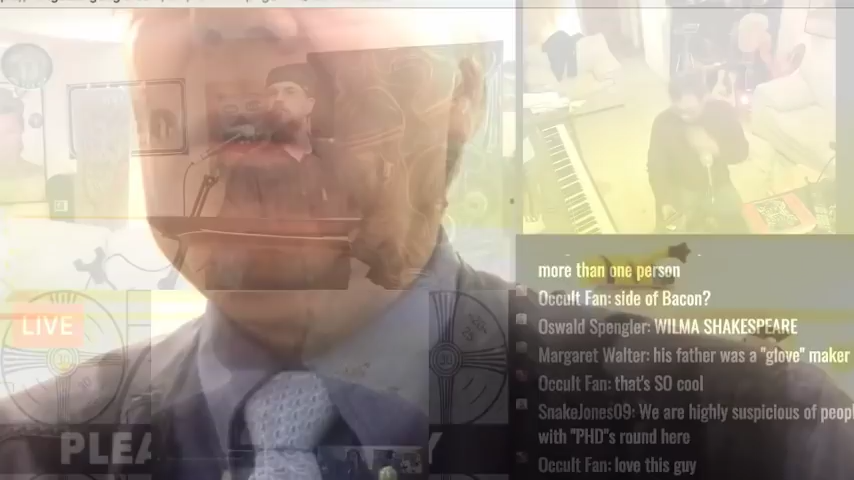 more than one person
Occult Fan: side of Bacon?
Oswald Spengler: WILMA SHAKESPEARE
Margaret Walter: his father was a "glove" maker
LIVE
Occult Fan: that's SO cool
SnakeJones09: We are highly suspicious of peopl
with "PHD"s round here
Occult Fan: love this guy